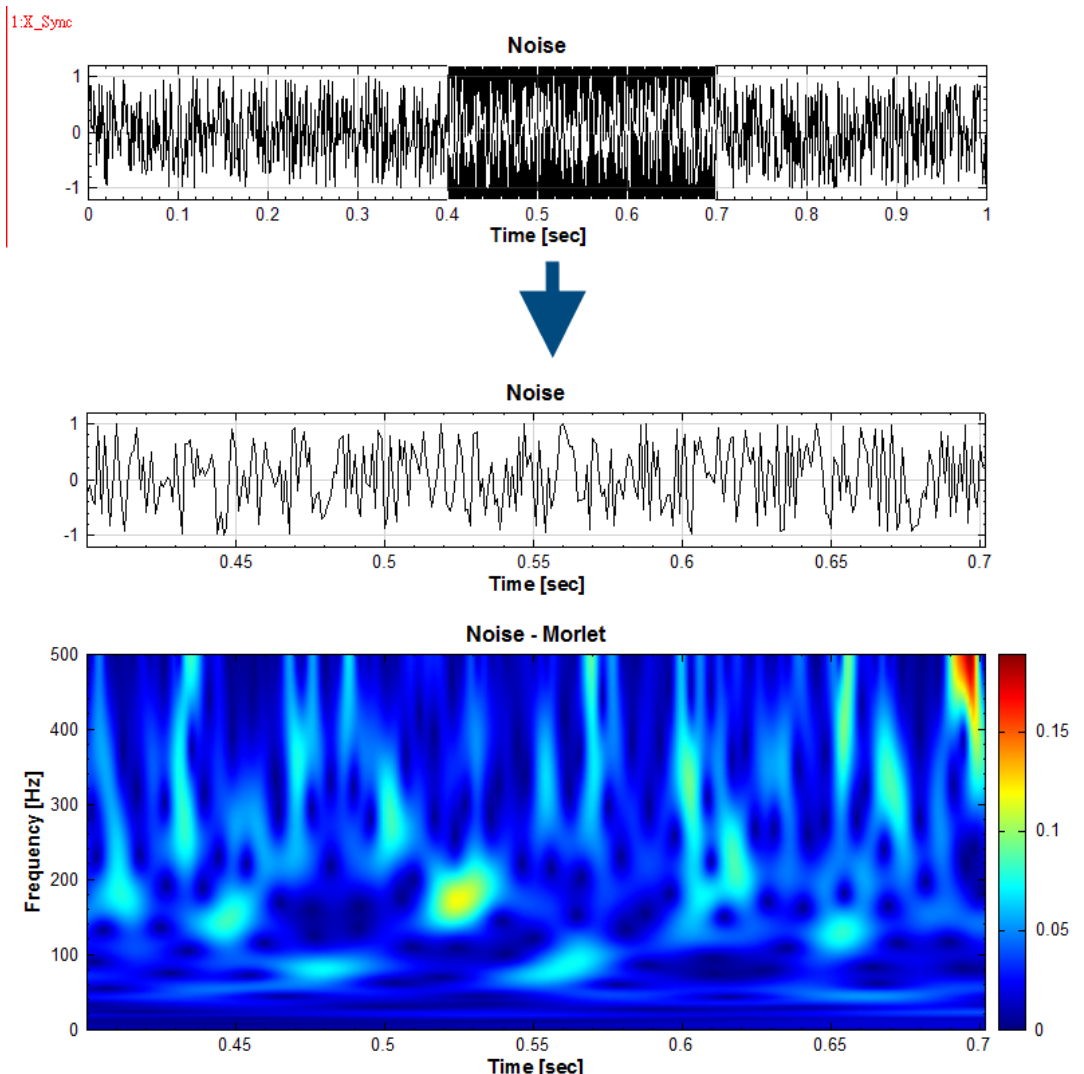 1:X_Sync
Noise
1
0
-1
0 0.1 0.2 0.3 0.4 0.5 0.6 0.7 0.8 0.9 1
Time [sec]
Noise
1
0
-1
0.45 0.5 0.55 0.6 0.65 0.7
Time [sec]
Noise - Morlet
500
400
300
200
100
0
Frequency [Hz]
0.15
0.1
0.05
0
0.45 0.5 0.55 0.6 0.65 0.7
Time [sec]